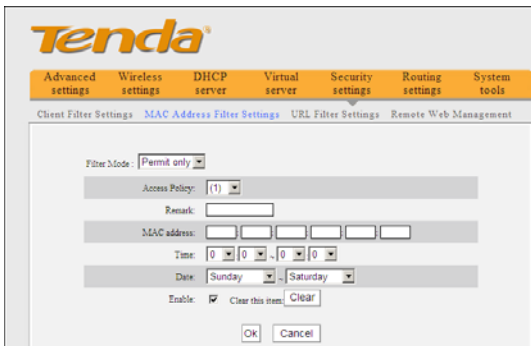 Tenda®
Advanced settings Wireless settings DHCP server Virtual server Security settings Routing settings System tools
Client Filter Settings MAC Address Filter Settings URL Filter Settings Remote Web Management
Filter Mode : Permit only
Access Policy: (1)
Remark:
MAC address: : : : : :
Time: 0 : 0 ~ 0 : 0
Date: Sunday ~ Saturday
Enable: Clear this item: Clear
Ok Cancel